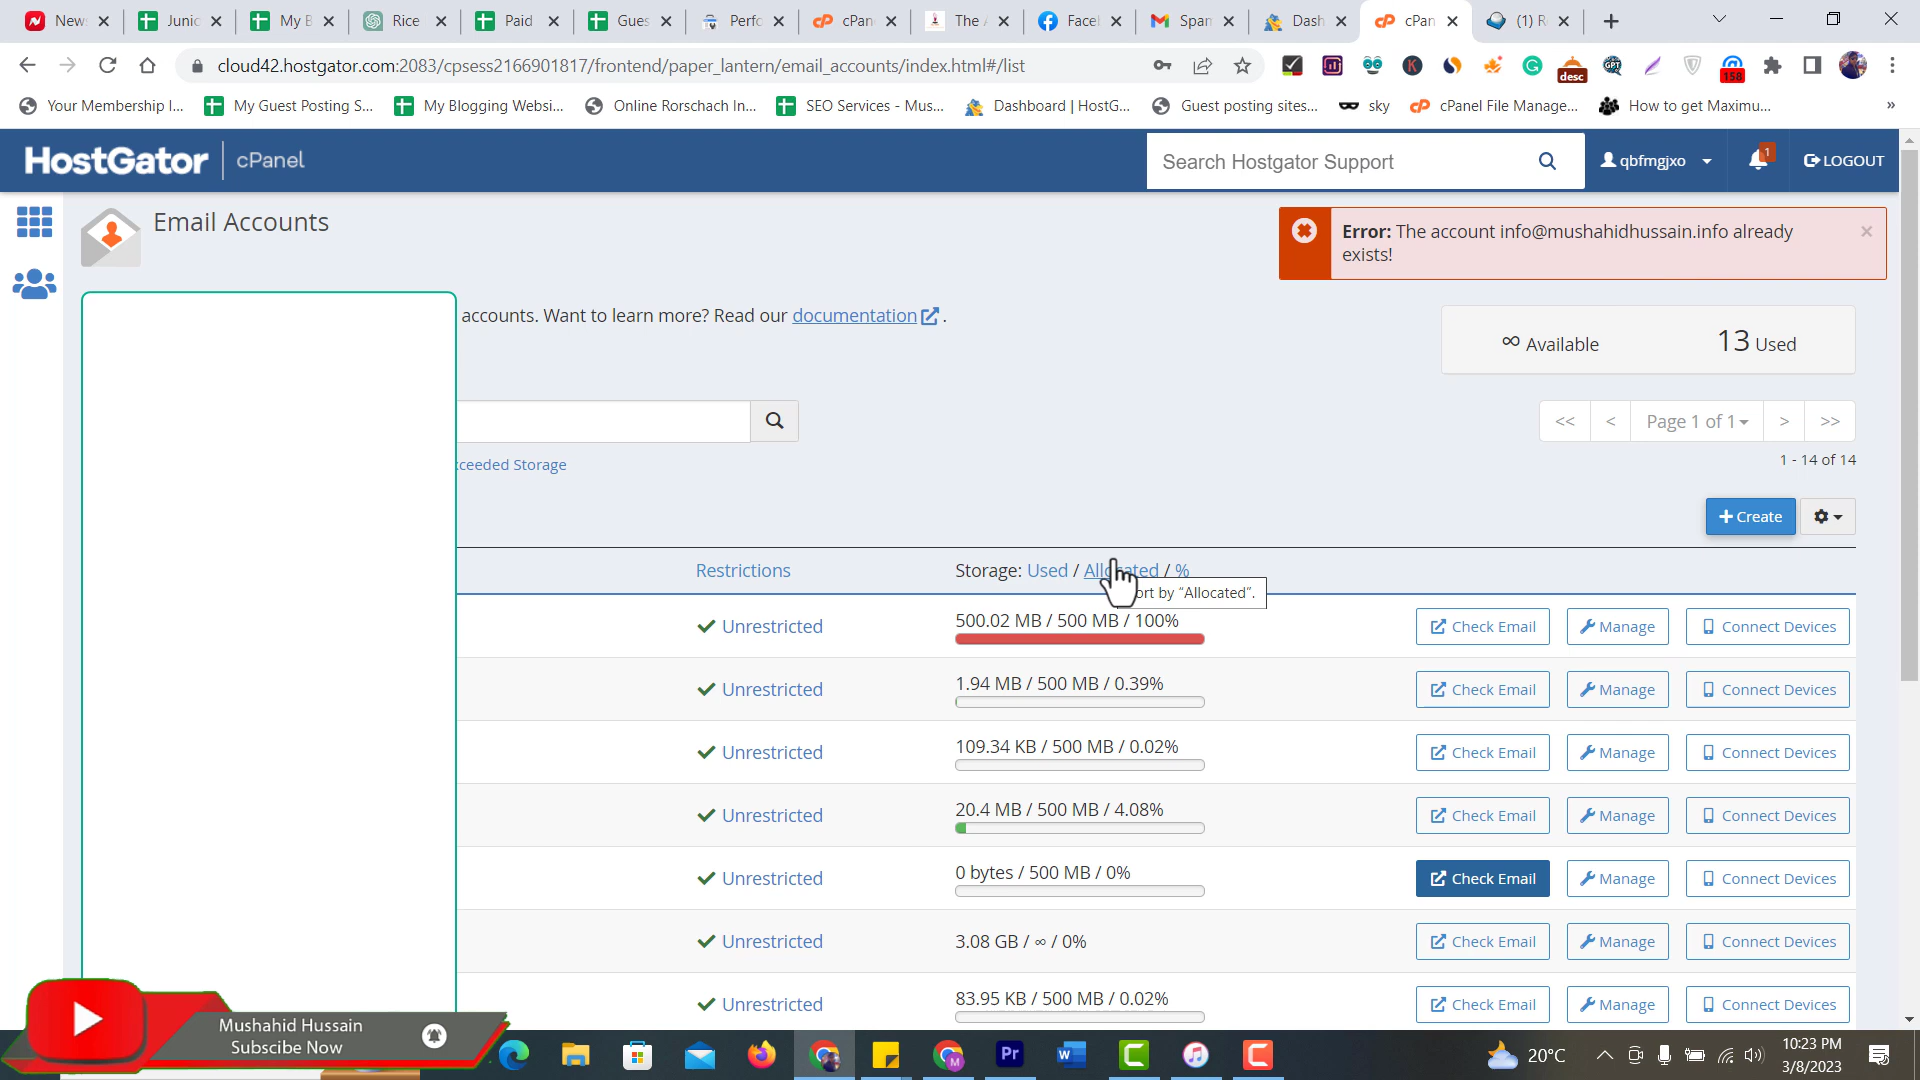 News
Junic
My B
Rice
Paid
Gues
Perfo
cPan
The A
Facel
Span
Dash
cPan
(1) R
cloud42.hostgator.com:2083/cpsess2166901817/frontend/paper_lantern/email_accounts/index.html#/list
desc
GPT
158
Your Membership I...
My Guest Posting S...
My Blogging Websi...
Online Rorschach In...
SEO Services - Mus...
Dashboard | HostG...
Guest posting sites...
sky
cPanel File Manage...
How to get Maximu...
»
HostGator
cPanel
Search Hostgator Support
qbfmgjxo
1
LOGOUT
Email Accounts
Error: The account info@mushahidhussain.info already
exists!
accounts. Want to learn more? Read our documentation .
∞ Available
13 Used
<<
<
Page 1 of 1
>
>>
ceeded Storage
1 - 14 of 14
+ Create
Restrictions
Storage: Used / Allocated / %
ort by “Allocated”.
Unrestricted
500.02 MB / 500 MB / 100%
Check Email
Manage
Connect Devices
Unrestricted
1.94 MB / 500 MB / 0.39%
Check Email
Manage
Connect Devices
Unrestricted
109.34 KB / 500 MB / 0.02%
Check Email
Manage
Connect Devices
Unrestricted
20.4 MB / 500 MB / 4.08%
Check Email
Manage
Connect Devices
Unrestricted
0 bytes / 500 MB / 0%
Check Email
Manage
Connect Devices
Unrestricted
3.08 GB / ∞ / 0%
Check Email
Manage
Connect Devices
Unrestricted
83.95 KB / 500 MB / 0.02%
Check Email
Manage
Connect Devices
Mushahid Hussain
Subscibe Now
Pr
20°C
10:23 PM
3/8/2023